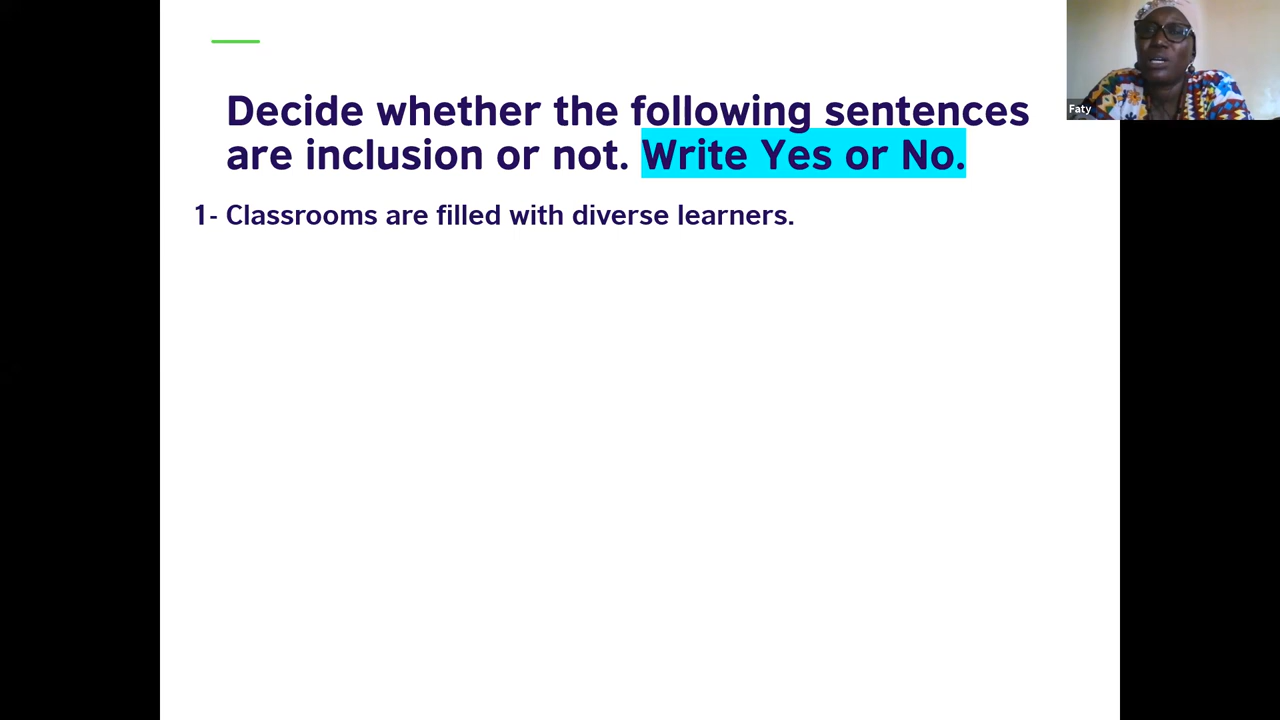 Decide whether the following sentences
are inclusion or not. Write Yes or No.
1- Classrooms are filled with diverse learners.
Faty